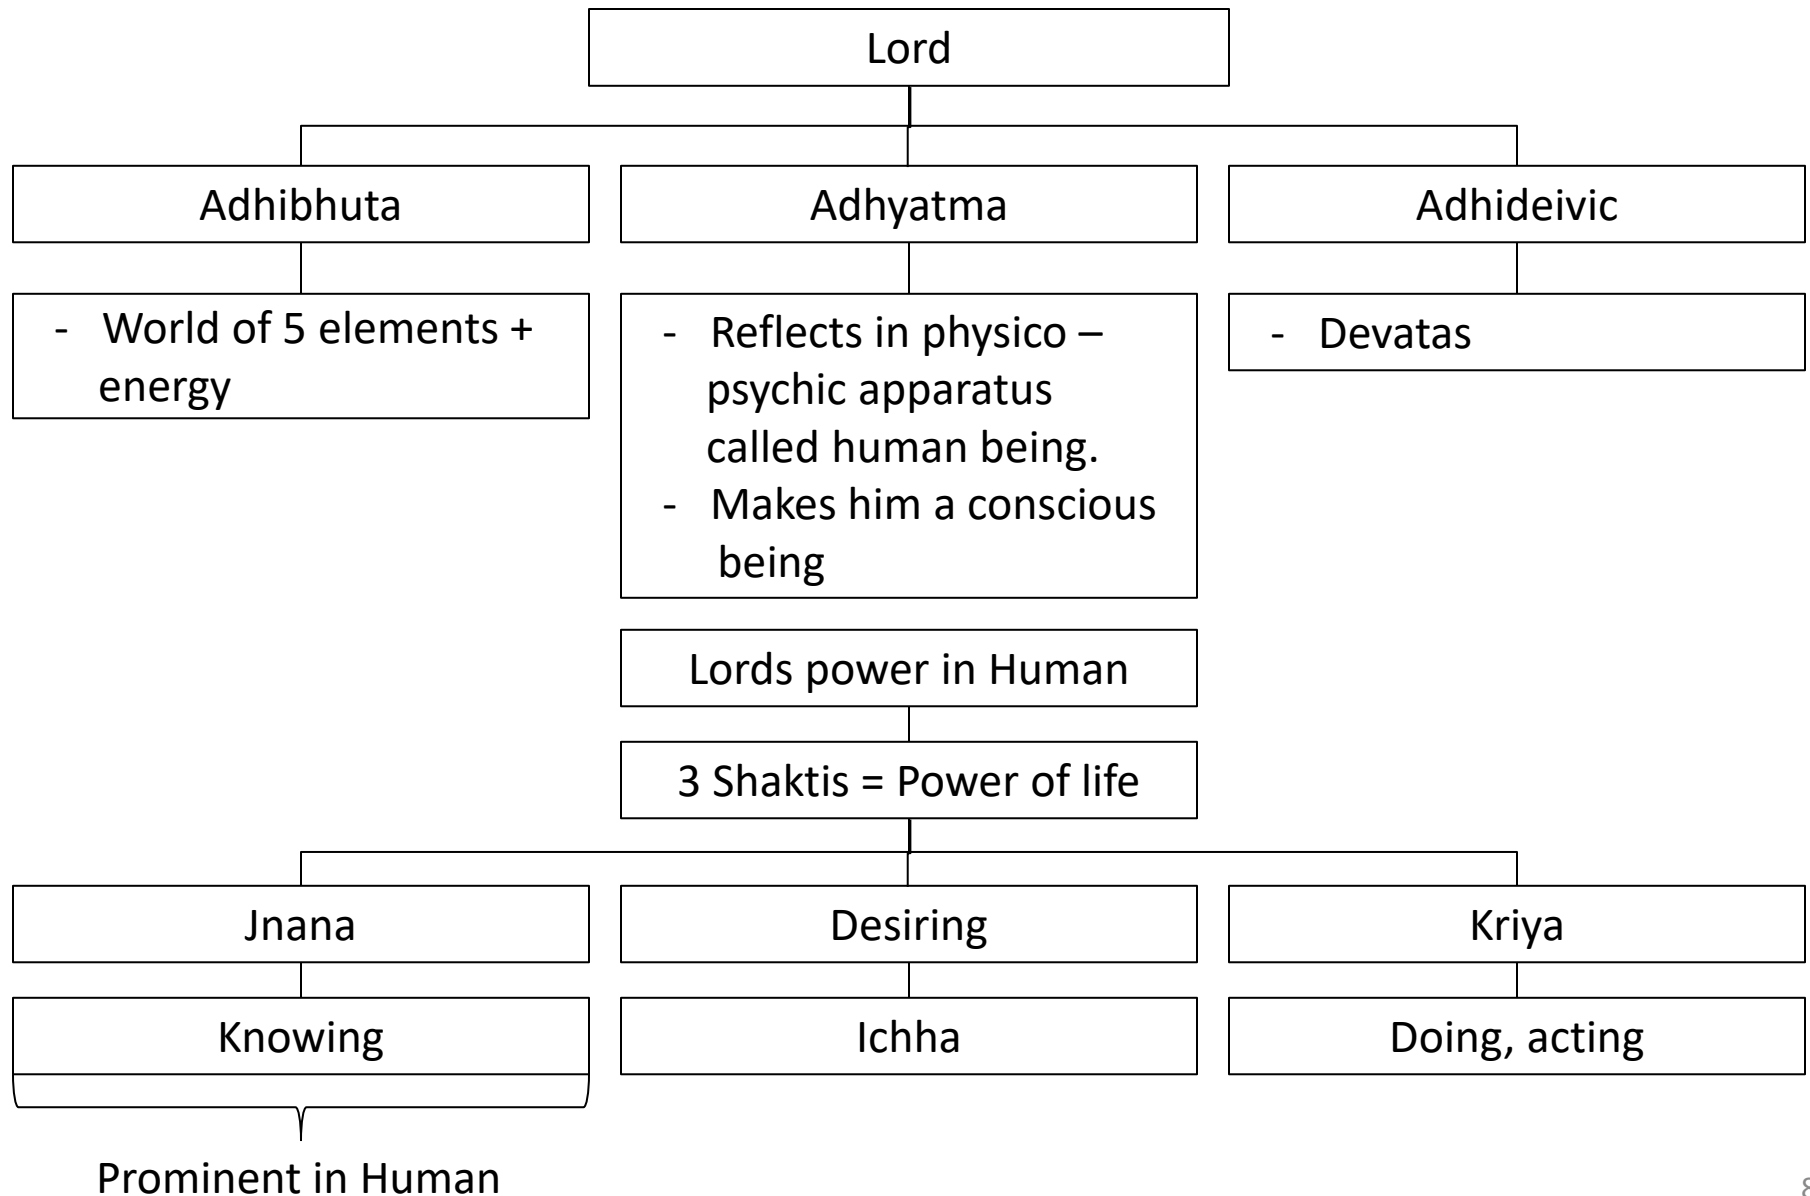 Lord
Adhibhuta
Adhyatma
Adhideivic
- World of 5 elements +
energy
- Reflects in physico –
psychic apparatus
called human being.
- Makes him a conscious
being
- Devatas
Lords power in Human
3 Shaktis = Power of life
Jnana
Desiring
Kriya
Knowing
Ichha
Doing, acting
Prominent in Human